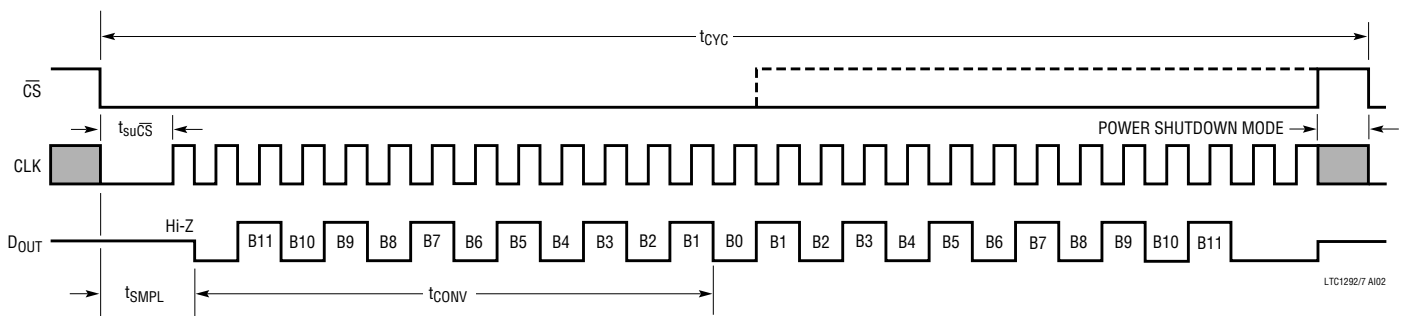 tCYC
CS
tsuCS
POWER SHUTDOWN MODE
CLK
Hi-Z
DOUT
B11 B10 B9 B8 B7 B6 B5 B4 B3 B2 B1 B0 B1 B2 B3 B4 B5 B6 B7 B8 B9 B10 B11
LTC1292/7 AI02
tSMPL
tCONV